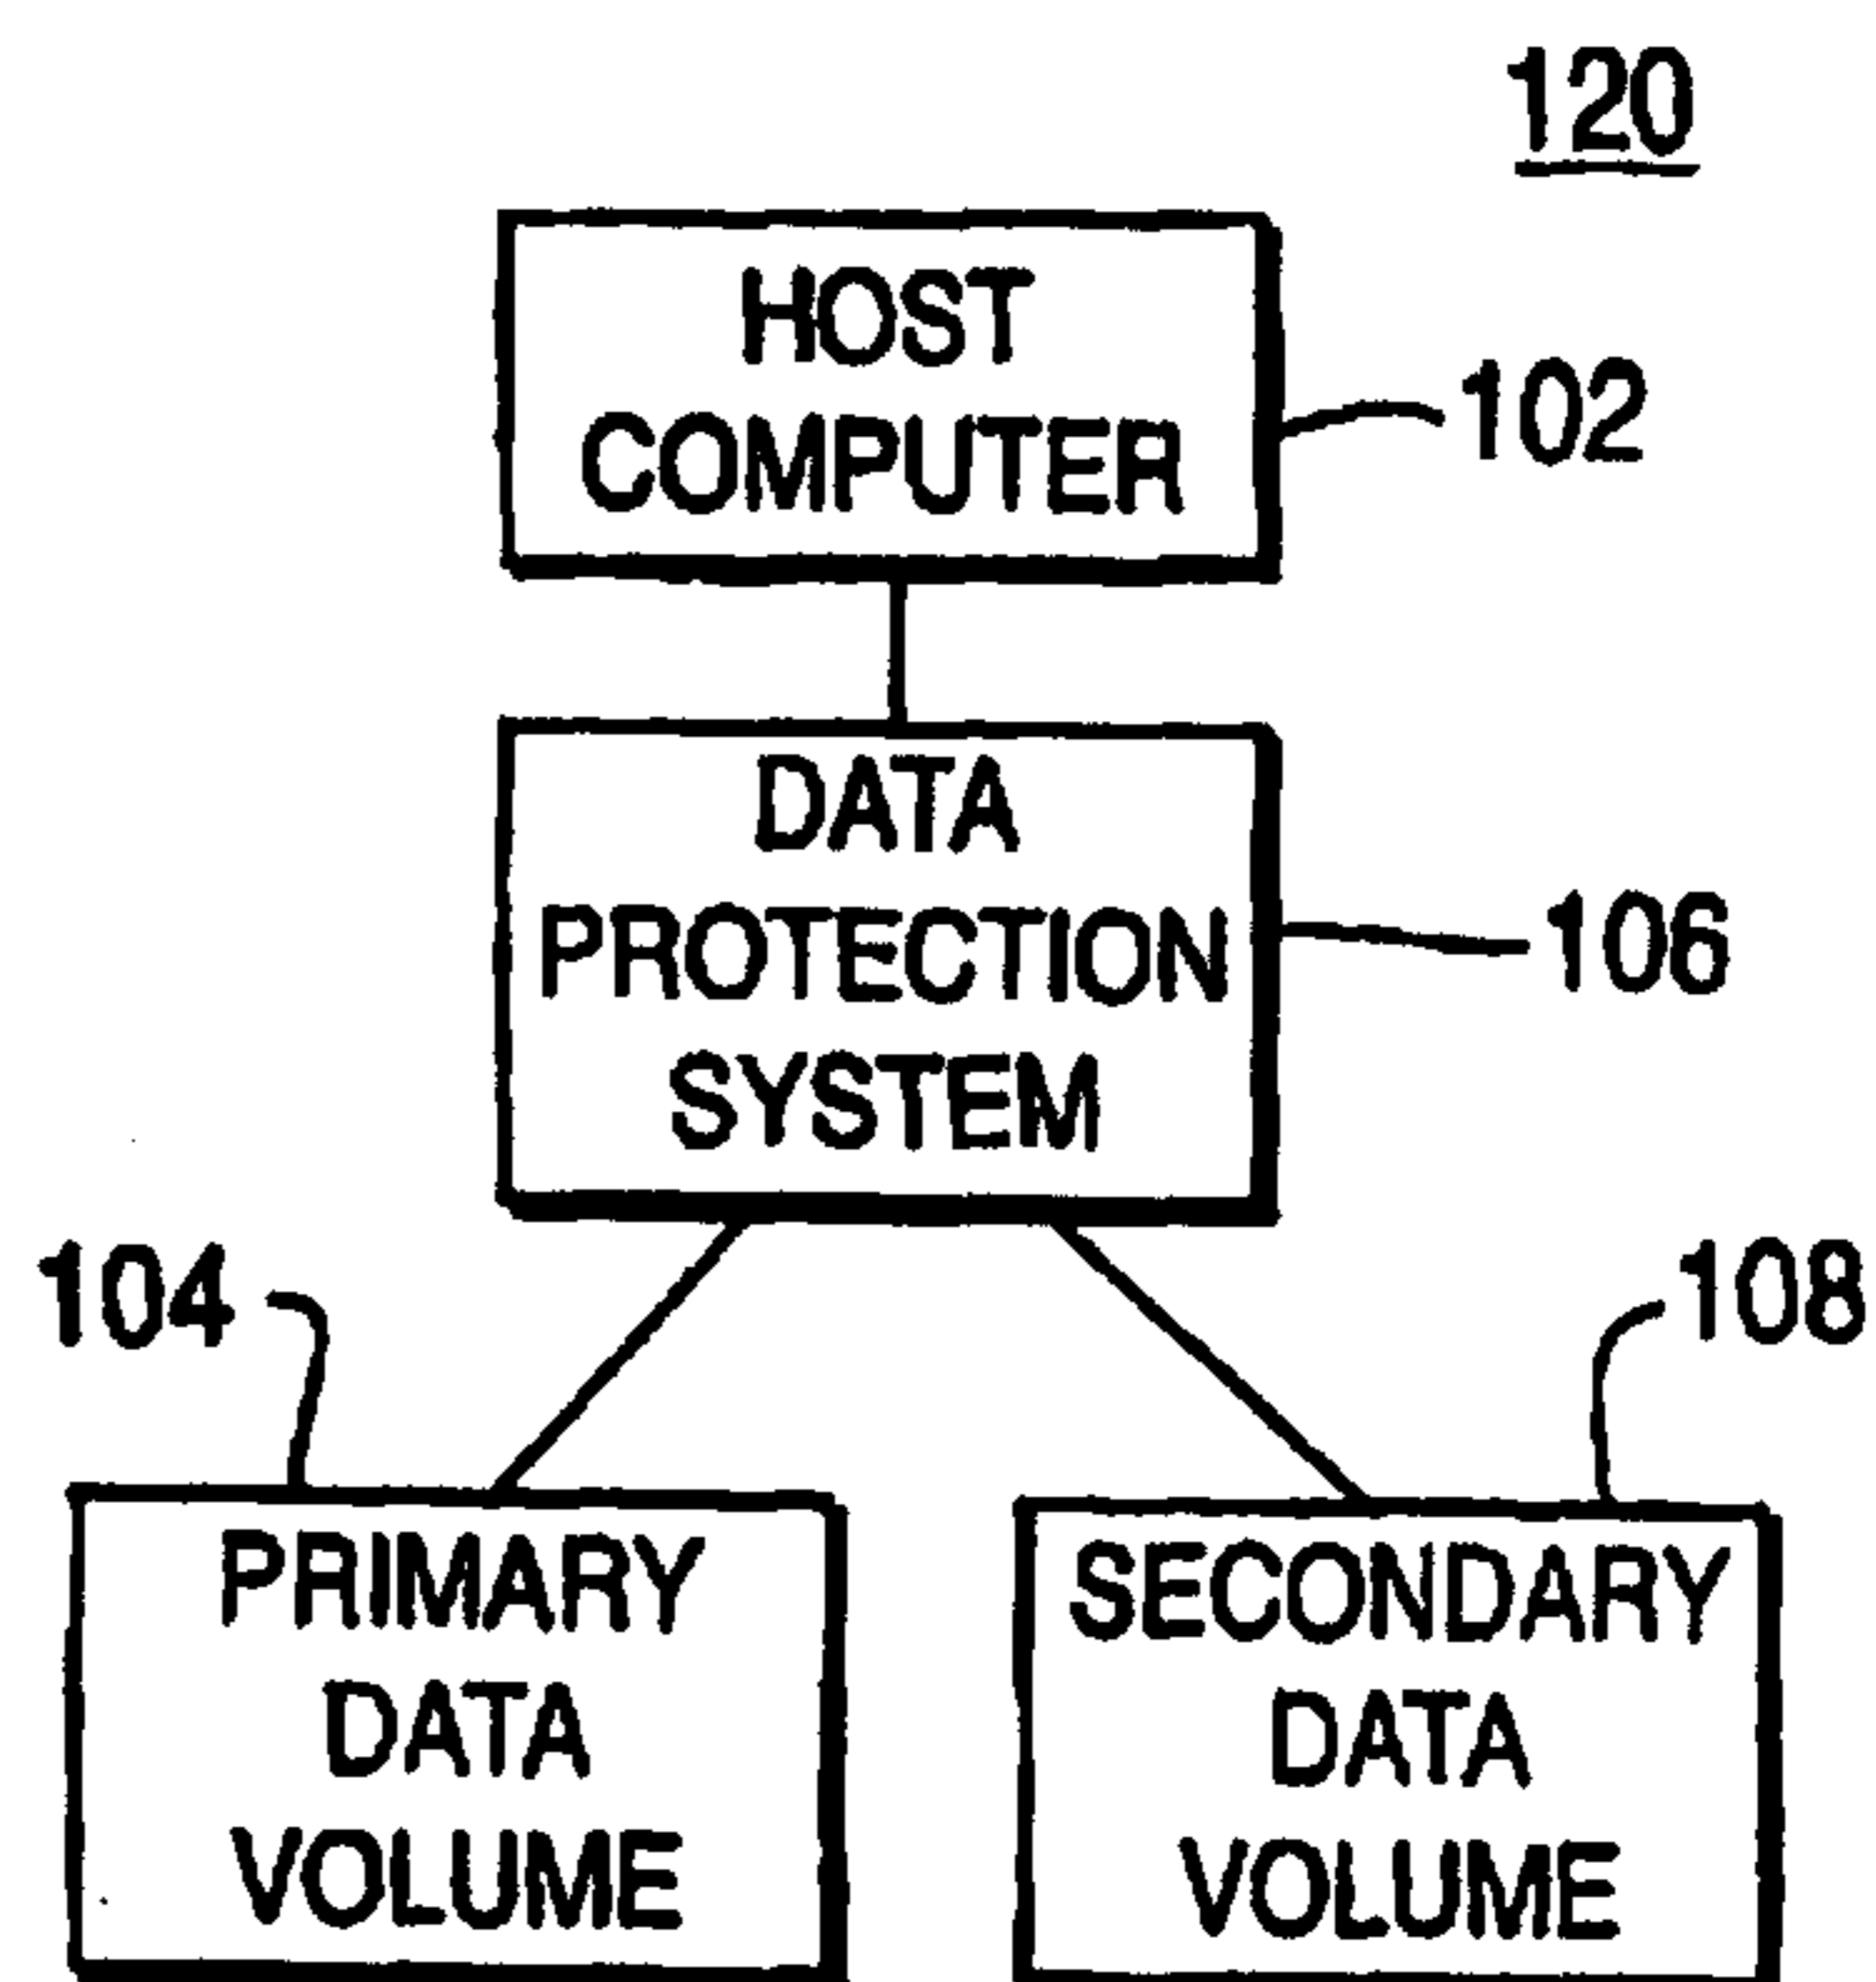 120
HOST
COMPUTER
102
DATA
PROTECTION
SYSTEM
106
104
108
PRIMARY
DATA
VOLUME
SECONDARY
DATA
VOLUME